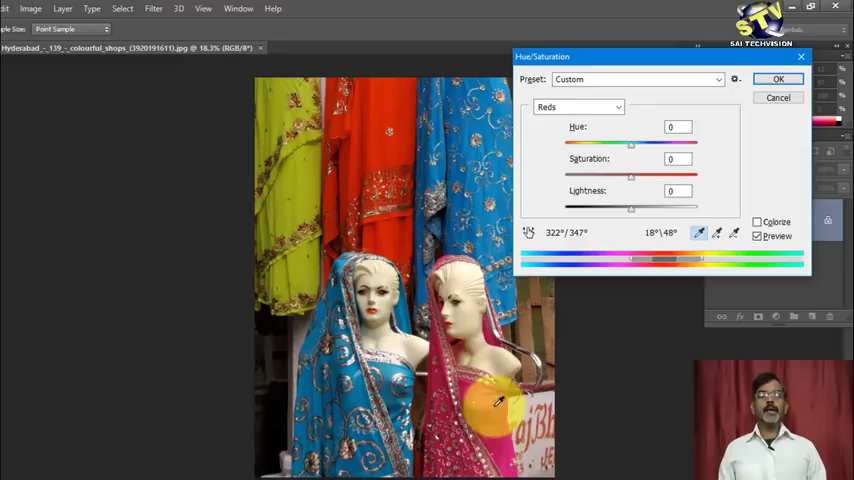 Image Layer Type Select Filter 3D View Window Help
Sample Size: Point Sample
Hyderabad_-_139_-_colourful_shops_(3920191611).jpg @ 18.3% (RGB/8*) ×
STV
SAI TECHVISION
Hue/Saturation
Preset: Custom
OK
Reds
Cancel
Hue: 0
Saturation: 0
Lightness: 0
Colorize
322°/347° 18°\48°
Preview
fx